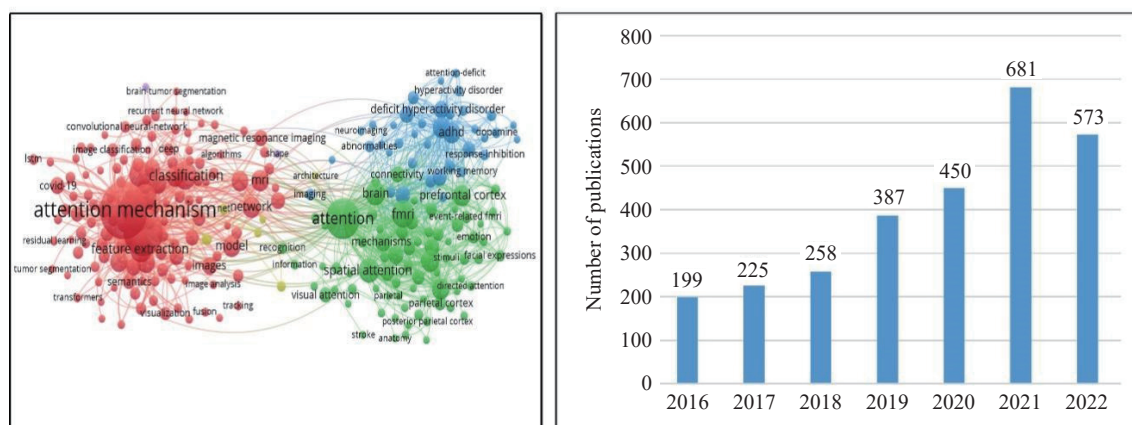 attention-deficit
brain-tumor segmentation
hyperactivity disorder
recurrent neural network
deficit hyperactivity disorder
convolutional neural-network
neuroimaging
adhd
dopamine
magnetic resonance imaging
image classification
deep
abnormalities
response-inhibition
lstm
algorithms
shape
classification
connectivity
working memory
covid-19
mri
architecture
brain
prefrontal cortex
imaging
attention mechanism
network
attention
fmri
event-related fmri
residual learning
mechanisms
emotion
feature extraction
model
recognition
stimuli
facial expressions
tumor segmentation
images
information
spatial attention
semantics
image analysis
directed attention
transformers
visual attention
parietal
parietal cortex
visualization
fusion
tracking
posterior parietal cortex
stroke
anatomy
Number of publications
800
700
600
500
400
300
200
100
0
199
225
258
387
450
681
573
2016 2017 2018 2019 2020 2021 2022